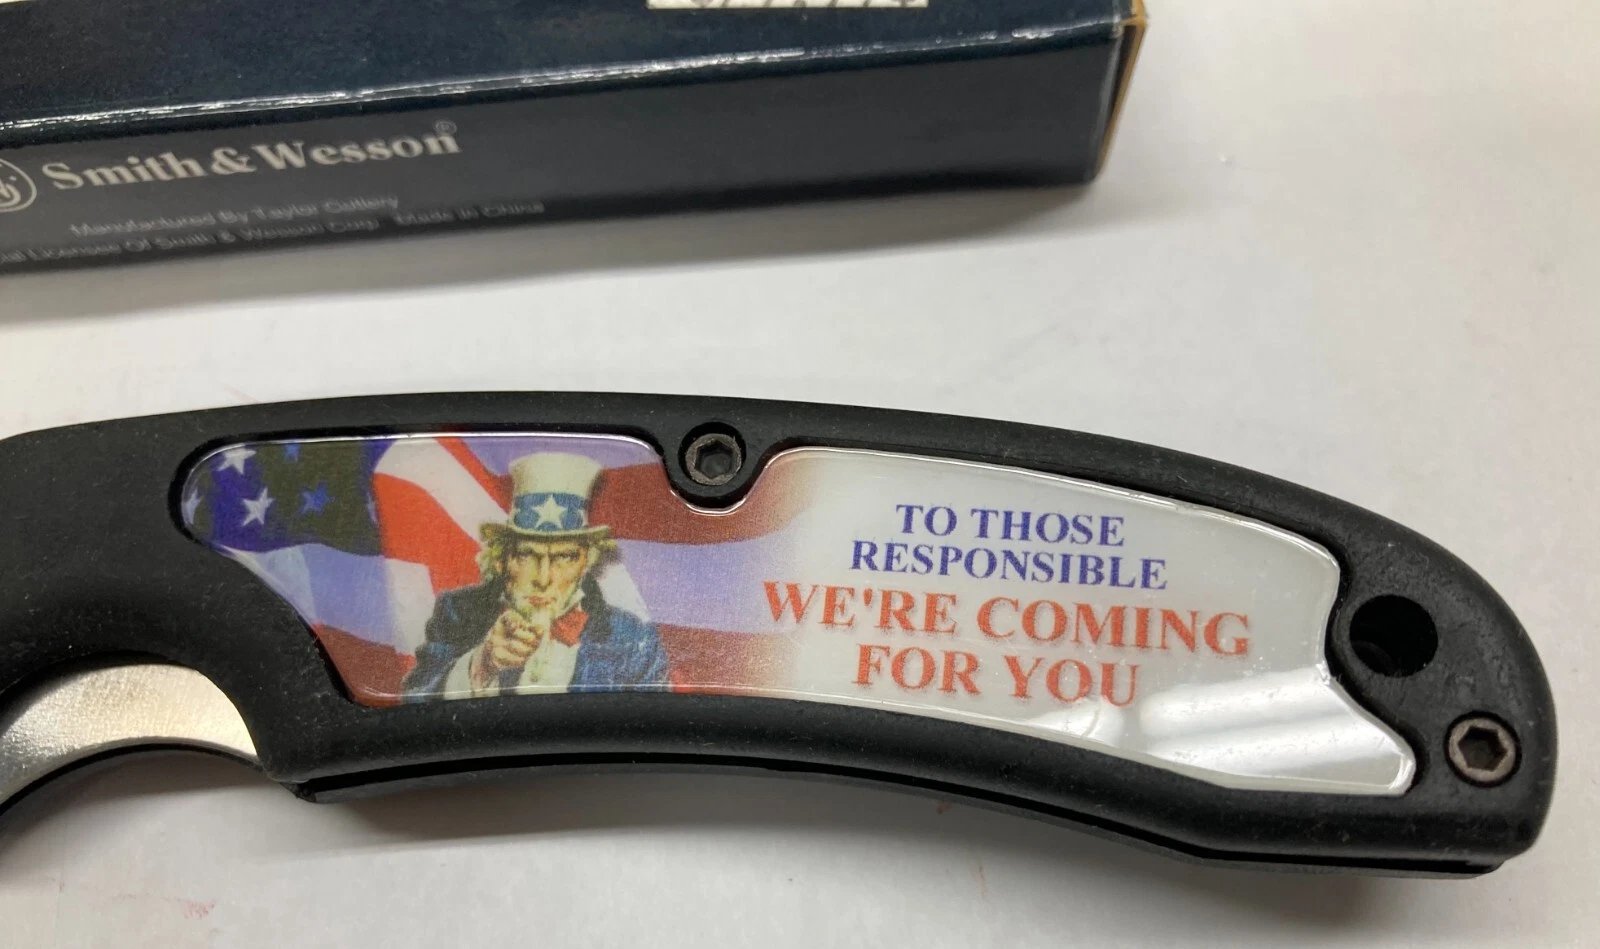 Smith & Wesson®
Manufactured By Taylor Cutlery
Licensee Of Smith & Wesson Corp. Made in China
TO THOSE
RESPONSIBLE
WE'RE COMING
FOR YOU